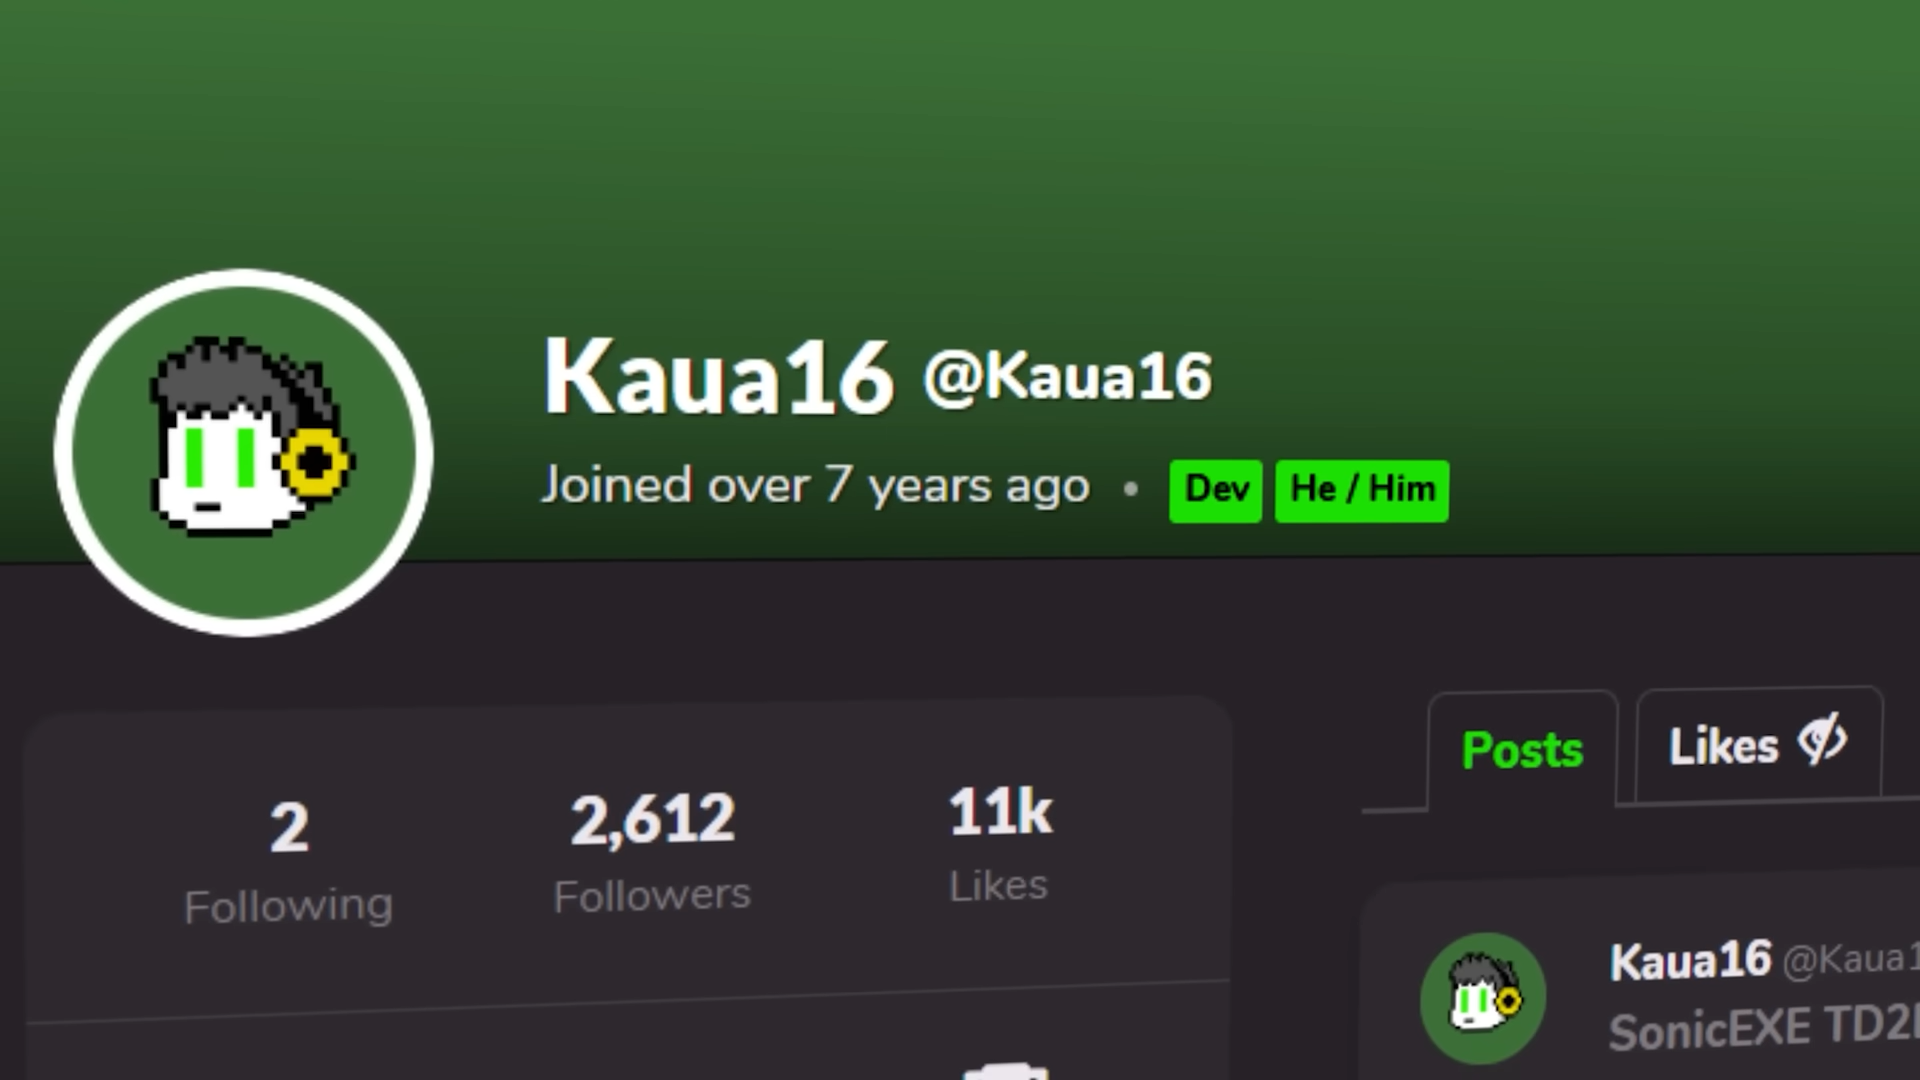 Kaua16 @Kaua16
Joined over 7 years ago • Dev He / Him
2 2,612 11k
Following Followers Likes
Posts Likes
Kaua16
SonicEXE